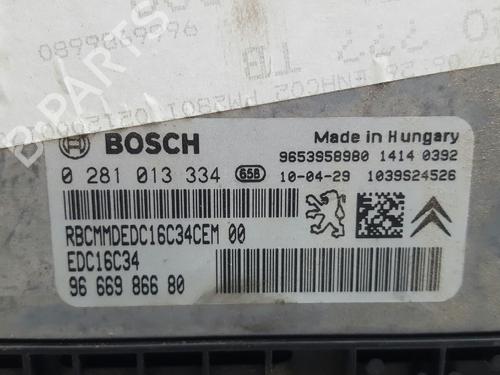 BOSCH
Made in Hungary
9653958980 1414 0392
0 281 013 334 658 10-04-29 1039S24526
RBCMMDEDC16C34CEM 00
EDC16C34
96 669 866 80